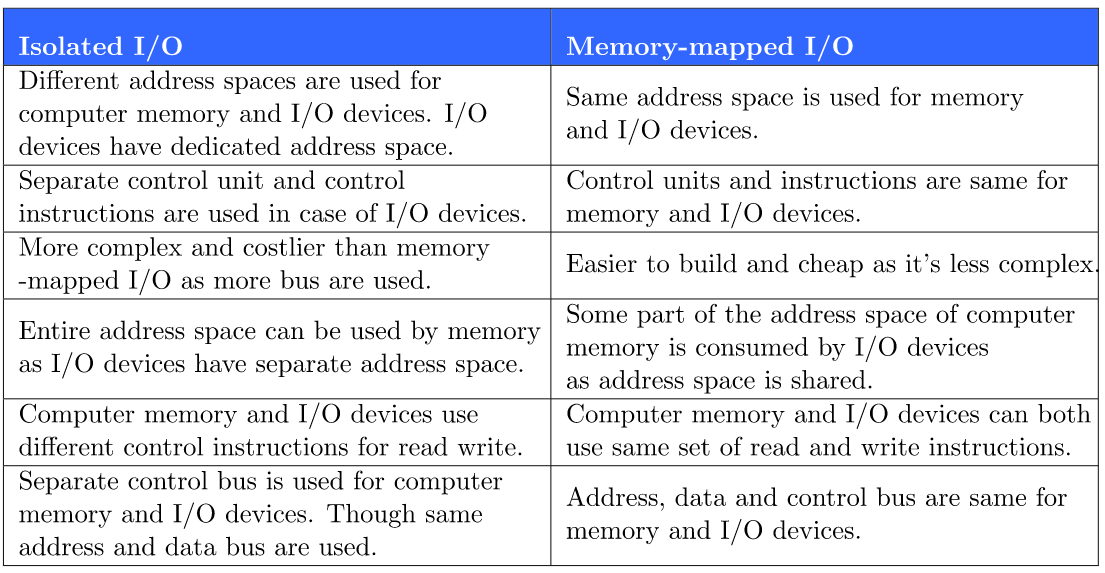 Isolated I/O
Memory-mapped I/O
Different address spaces are used for
computer memory and I/O devices. I/O
devices have dedicated address space.
Same address space is used for memory
and I/O devices.
Separate control unit and control
instructions are used in case of I/O devices.
Control units and instructions are same for
memory and I/O devices.
More complex and costlier than memory
-mapped I/O as more bus are used.
Easier to build and cheap as it's less complex.
Entire address space can be used by memory
as I/O devices have separate address space.
Some part of the address space of computer
memory is consumed by I/O devices
as address space is shared.
Computer memory and I/O devices use
different control instructions for read write.
Computer memory and I/O devices can both
use same set of read and write instructions.
Separate control bus is used for computer
memory and I/O devices. Though same
address and data bus are used.
Address, data and control bus are same for
memory and I/O devices.